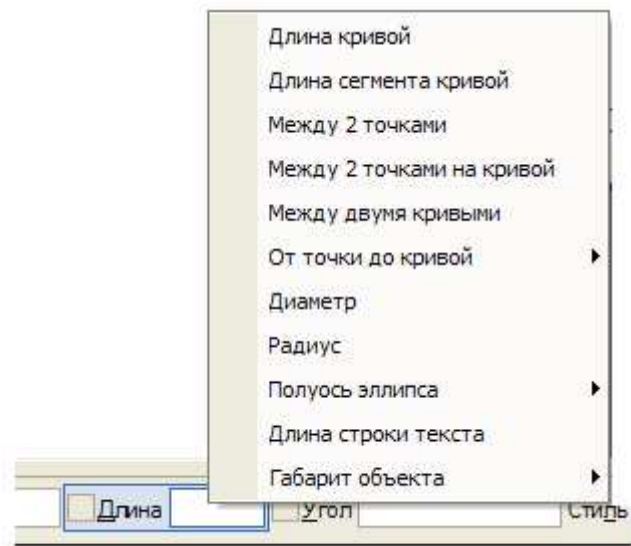 Длина кривой
Длина сегмента кривой
Между 2 точками
Между 2 точками на кривой
Между двумя кривыми
От точки до кривой
Диаметр
Радиус
Полуось эллипса
Длина строки текста
Габарит объекта
Длина Угол Стиль